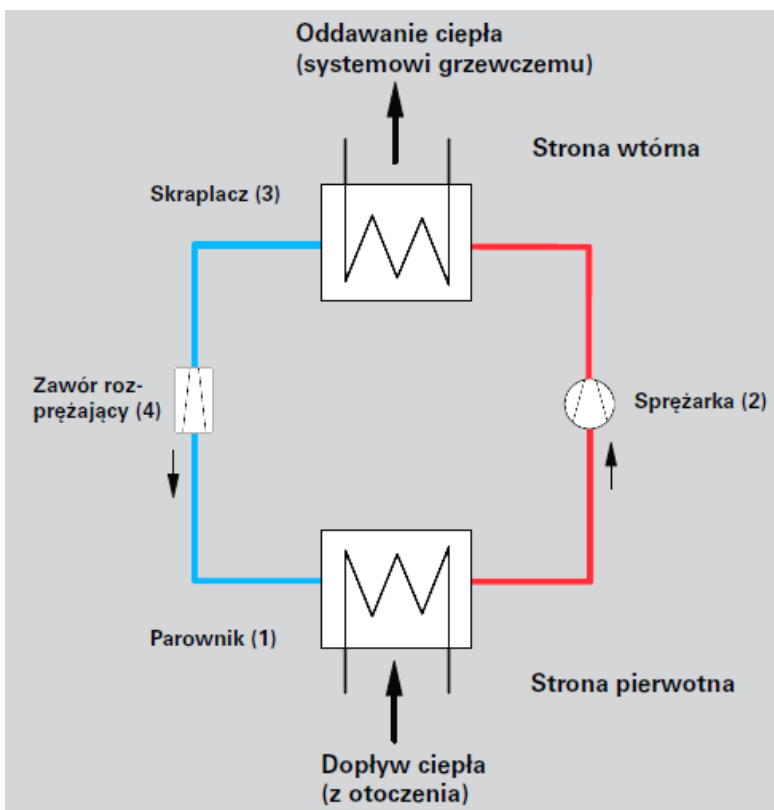 Oddawanie ciepła
(systemowi grzewczemu)
Strona wtórna
Skraplacz (3)
Zawór roz-
prężający (4)
Sprężarka (2)
Parownik (1)
Strona pierwotna
Dopływ ciepła
(z otoczenia)